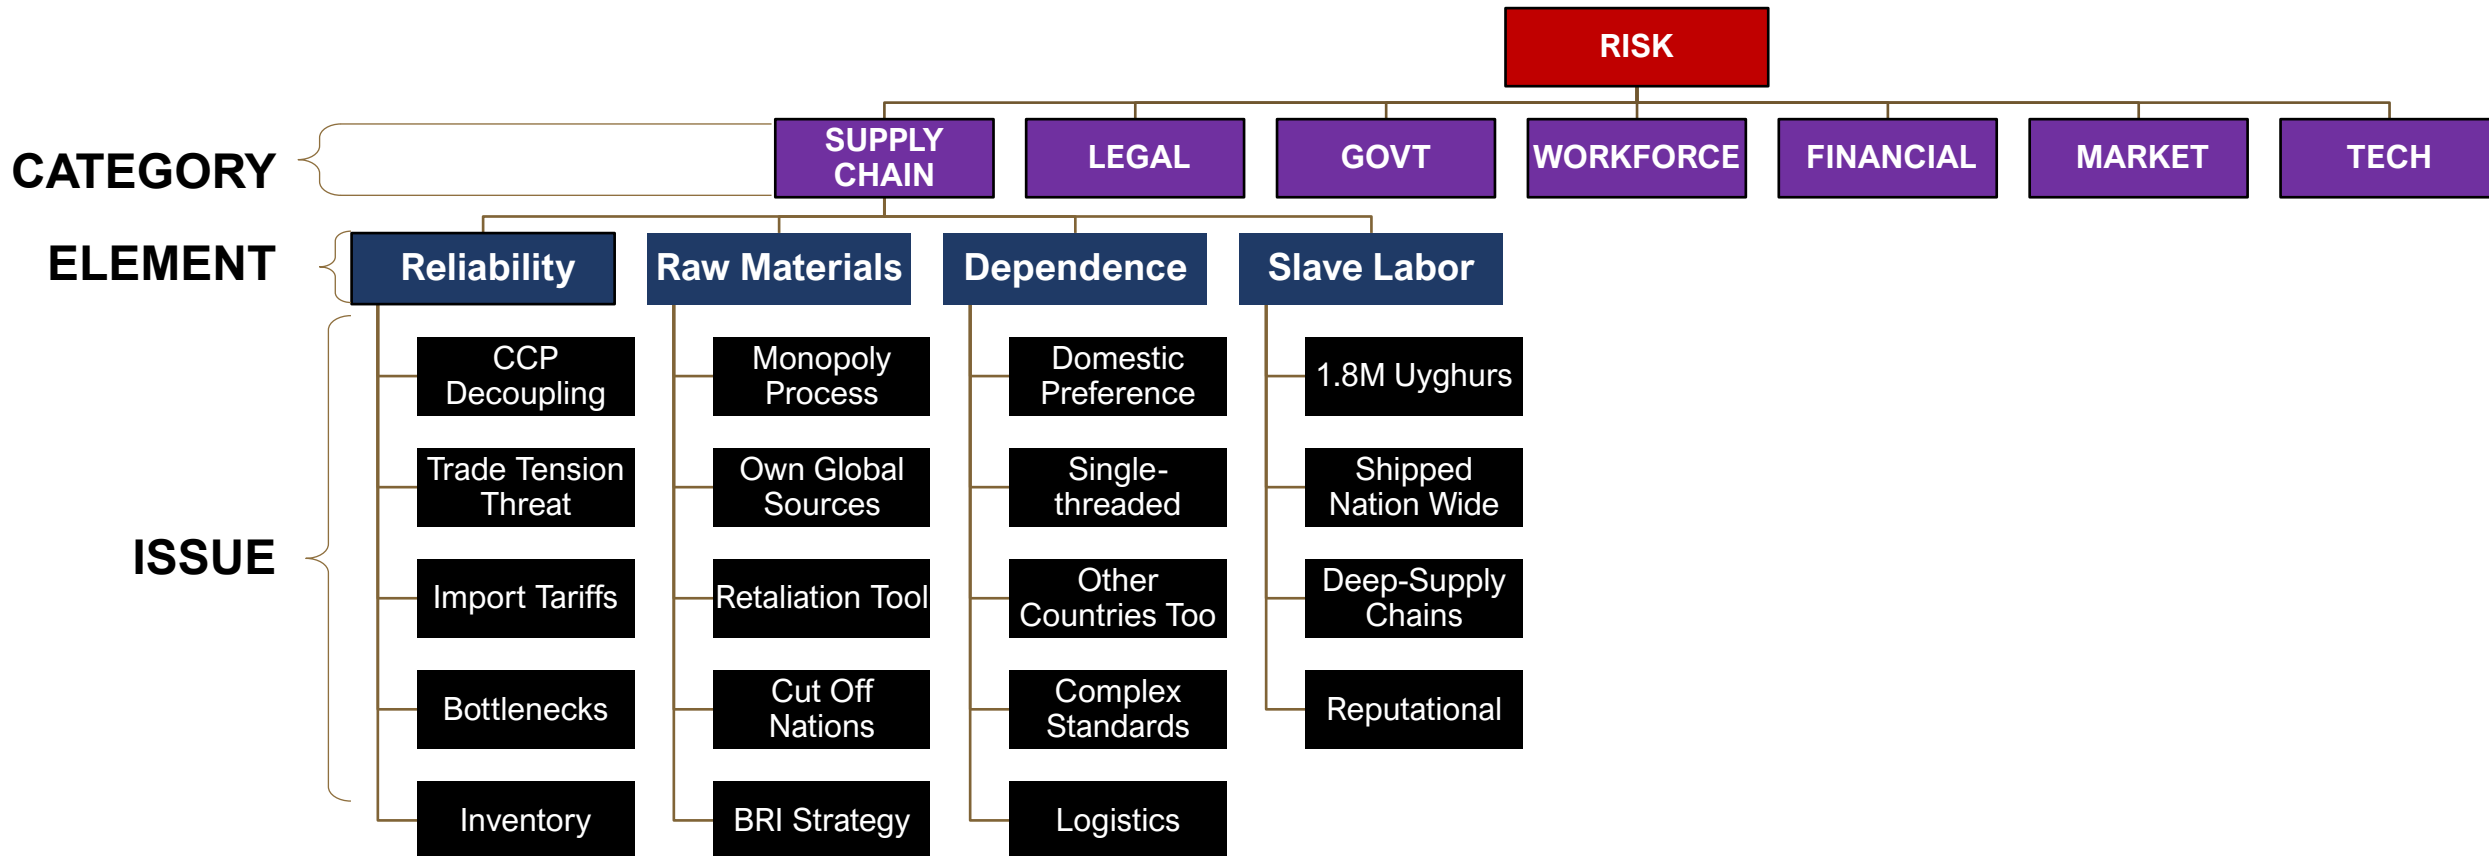 RISK
CATEGORY
SUPPLY
CHAIN
LEGAL
GOVT
WORKFORCE
FINANCIAL
MARKET
TECH
ELEMENT
Reliability
Raw Materials
Dependence
Slave Labor
ISSUE
CCP
Decoupling
Trade Tension
Threat
Import Tariffs
Bottlenecks
Inventory
Monopoly
Process
Own Global
Sources
Retaliation Tool
Cut Off
Nations
BRI Strategy
Domestic
Preference
Single-
threaded
Other
Countries Too
Complex
Standards
Logistics
1.8M Uyghurs
Shipped
Nation Wide
Deep-Supply
Chains
Reputational